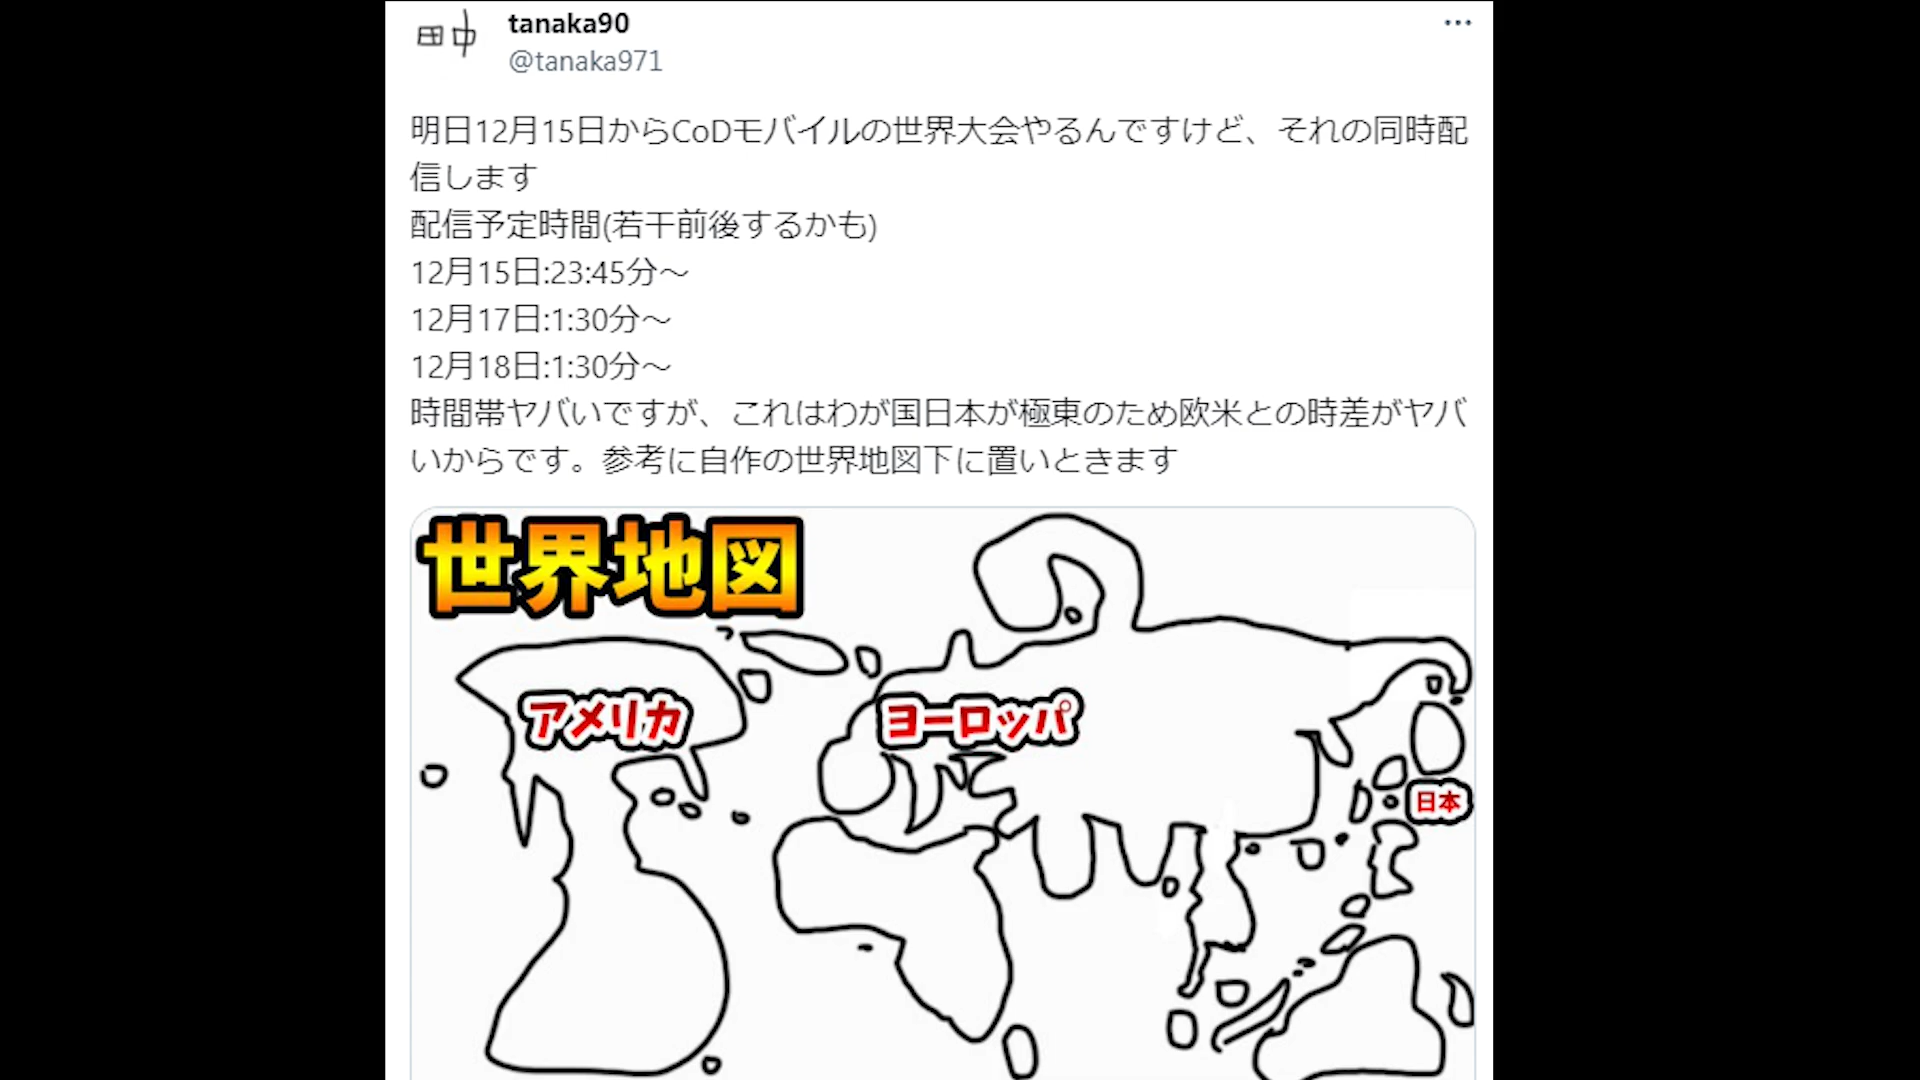 田中
tanaka90
@tanaka971
明日12月15日からCoDモバイルの世界大会やるんですけど、それの同時配
信します
配信予定時間(若干前後するかも)
12月15日:23:45分～
12月17日:1:30分～
12月18日:1:30分～
時間帯ヤバいですが、これはわが国日本が極東のため欧米との時差がヤバ
いからです。参考に自作の世界地図下に置いときます
世界地図
アメリカ
ヨーロッパ
日本